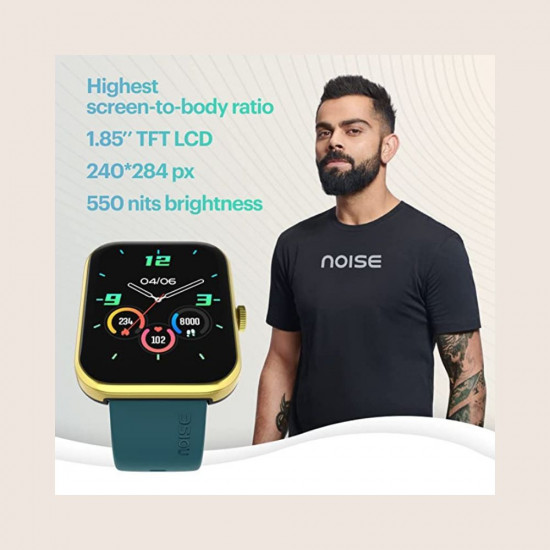 Highest
screen-to-body ratio
1.85″ TFT LCD
240*284 px
550 nits brightness
noise
12
04/06
9
3
234
8000
102
noise